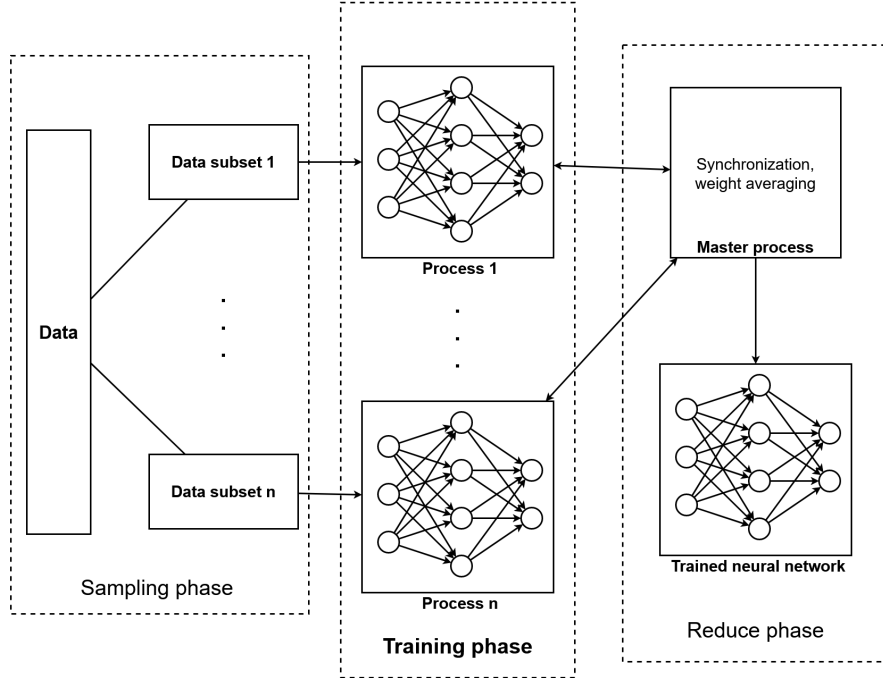 Data
Data subset 1
Data subset n
Sampling phase
Process 1
Process n
Training phase
Synchronization,
weight averaging
Master process
Trained neural network
Reduce phase